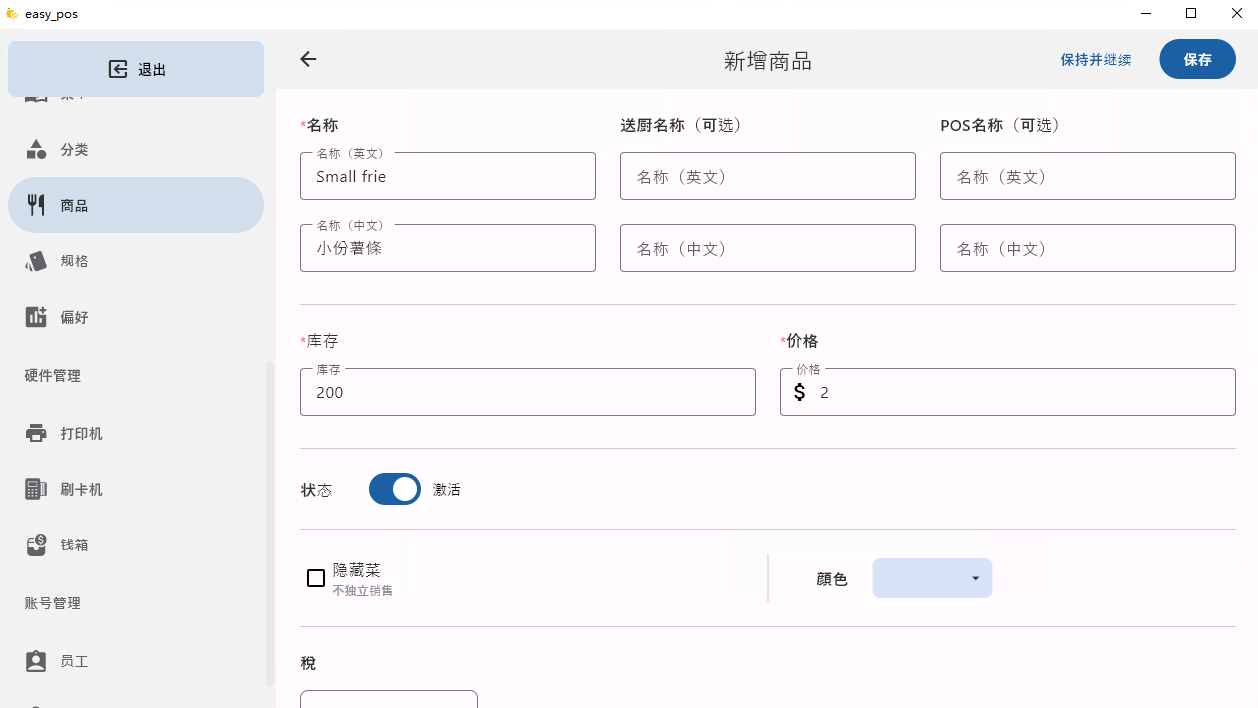 easy_pos
退出
新增商品
保持并继续
保存
分类
商品
规格
偏好
硬件管理
打印机
刷卡机
钱箱
账号管理
员工
*名称
送厨名称（可选）
POS名称（可选）
名称（英文）
Small frie
名称（英文）
名称（英文）
名称（中文）
小份薯條
名称（中文）
名称（中文）
*库存
*价格
库存
200
价格
$ 2
状态
激活
隐藏菜
不独立销售
顔色
稅